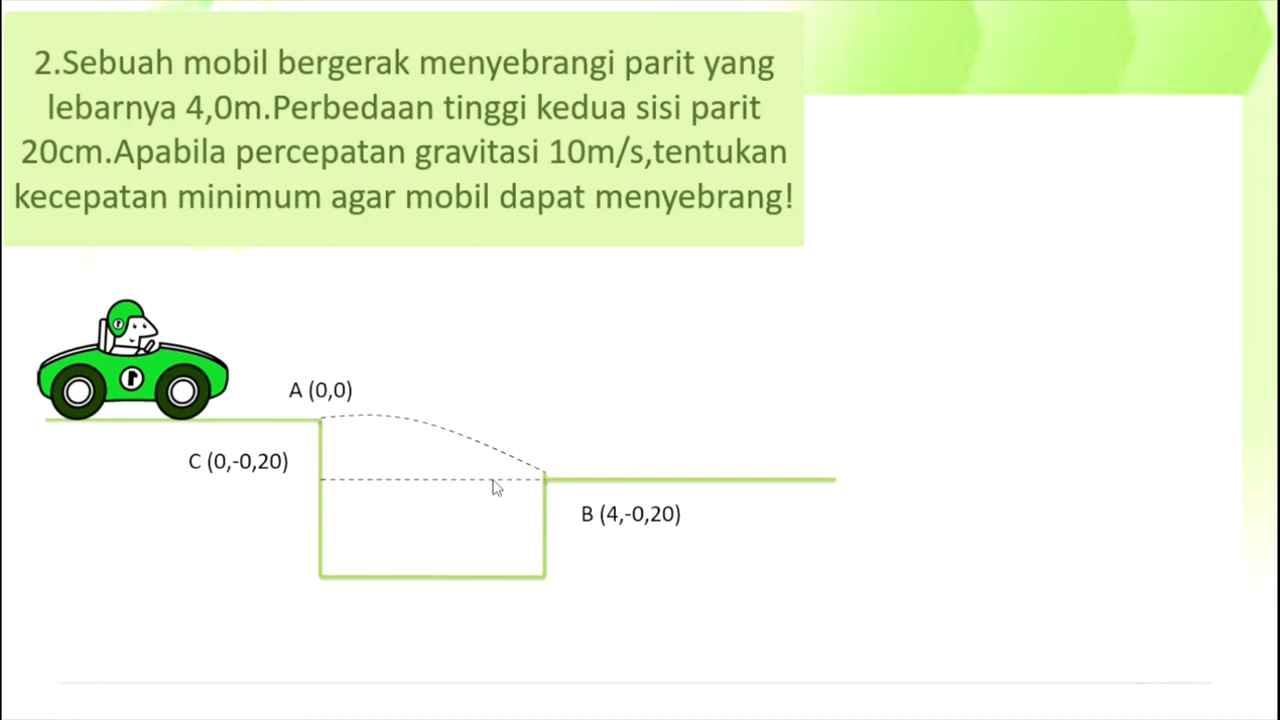 2.Sebuah mobil bergerak menyebrangi parit yang
lebarnya 4,0m.Perbedaan tinggi kedua sisi parit
20cm.Apabila percepatan gravitasi 10m/s,tentukan
kecepatan minimum agar mobil dapat menyebrang!
A (0,0)
C (0,-0,20)
B (4,-0,20)